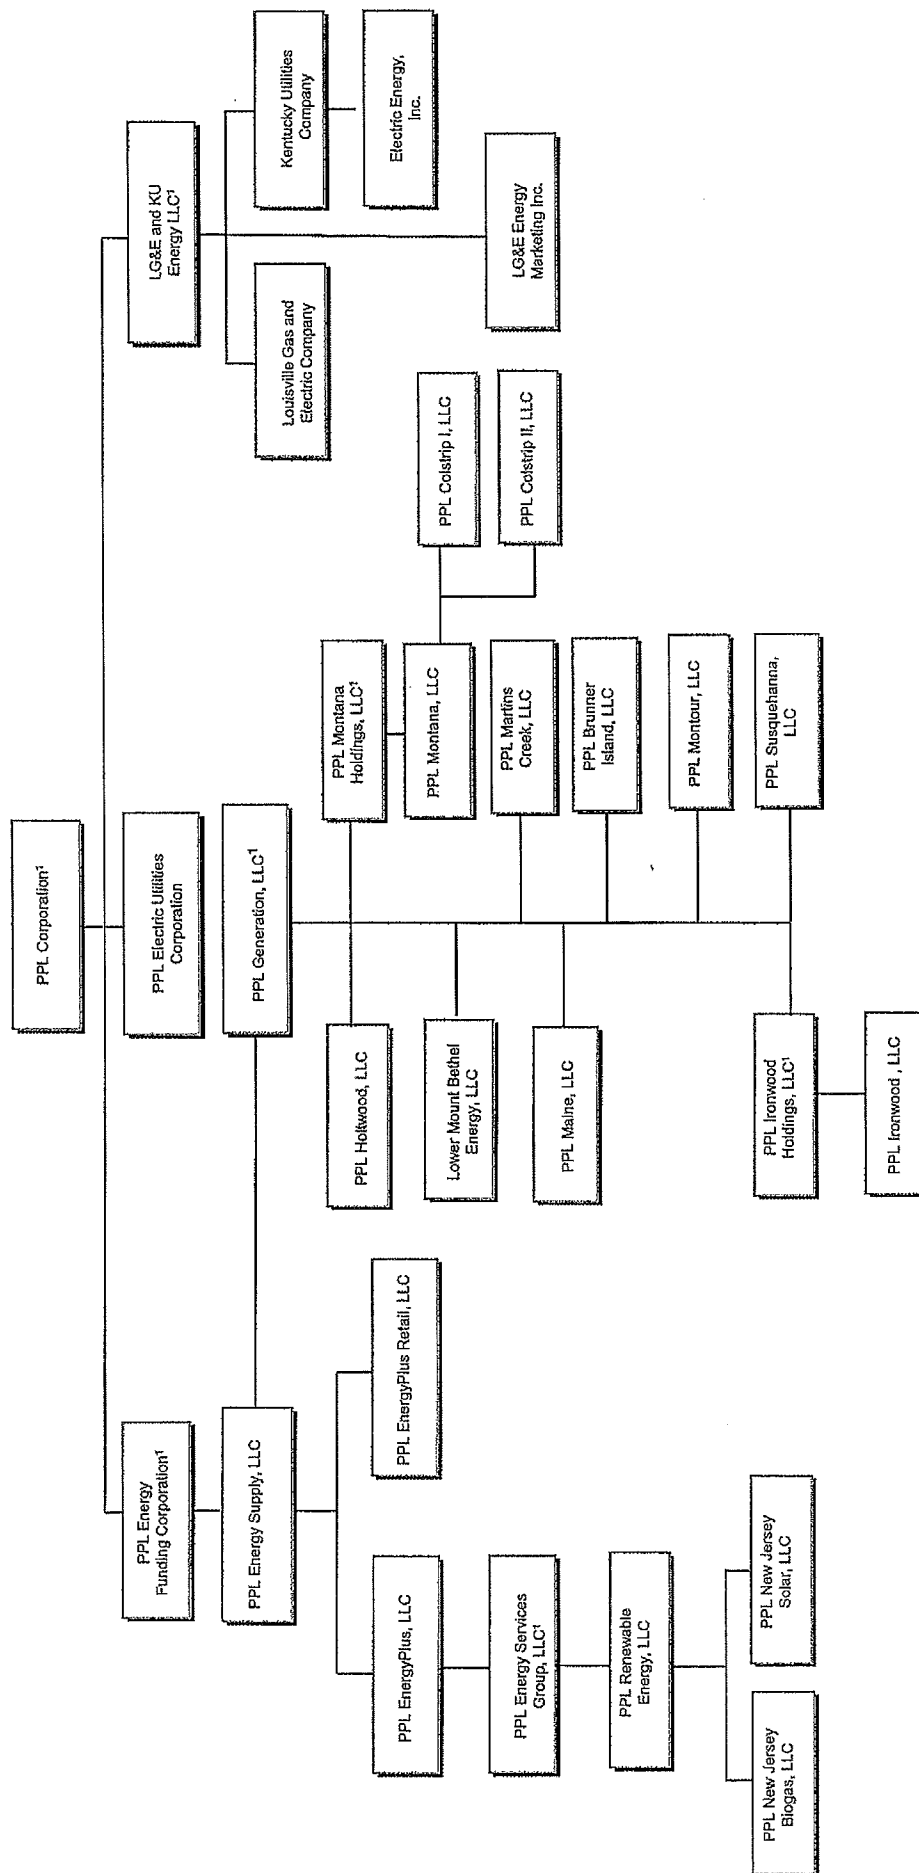 PPL Corporation¹
PPL Energy
Funding Corporation¹
PPL Electric Utilities
Corporation
LG&E and KU
Energy LLC¹
PPL Energy Supply, LLC
PPL Generation, LLC¹
Louisville Gas and
Electric Company
Kentucky Utilities
Company
PPL EnergyPlus, LLC
PPL EnergyPlus Retail, LLC
PPL Holtwood, LLC
PPL Montana
Holdings, LLC¹
Electric Energy,
Inc.
Lower Mount Bethel
Energy, LLC
PPL Montana, LLC
PPL Colstrip I, LLC
PPL Energy Services
Group, LLC¹
PPL Maine, LLC
PPL Martins
Creek, LLC
PPL Colstrip II, LLC
LG&E Energy
Marketing Inc.
PPL Renewable
Energy, LLC
PPL Brunner
Island, LLC
PPL Montour, LLC
PPL New Jersey
Biogas, LLC
PPL New Jersey
Solar, LLC
PPL Ironwood
Holdings, LLC¹
PPL Susquehanna,
LLC
PPL Ironwood , LLC